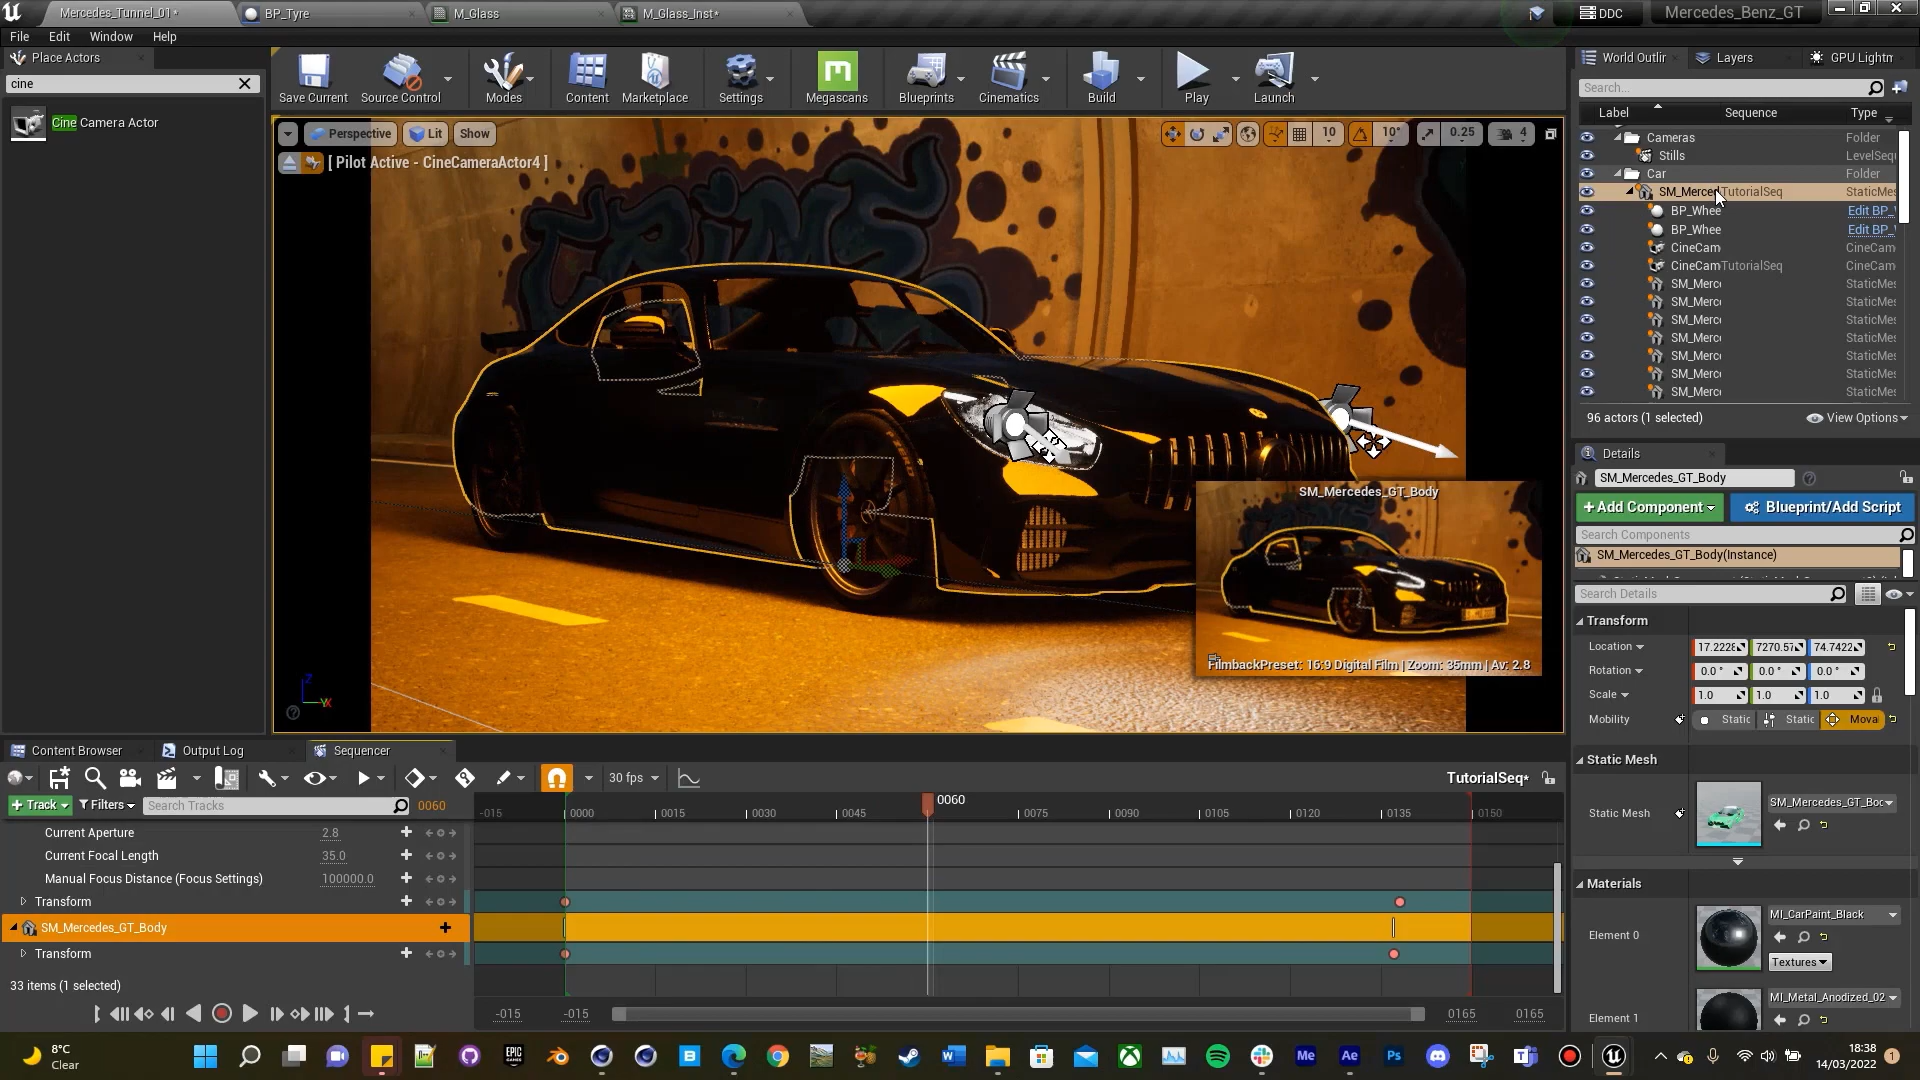 Mercedes_Tunnel_01*
BP_Tyre
M_Glass
M_Glass_Inst*
DDC
Mercedes_Benz_GT
File
Edit
Window
Help
Place Actors
cine
Cine Camera Actor
Save Current
Source Control
Modes
Content
Marketplace
Settings
Megascans
Blueprints
Cinematics
Build
Play
Launch
Perspective
Lit
Show
10
10°
0.25
4
[ Pilot Active - CineCameraActor4 ]
SM_Mercedes_GT_Body
FilmbackPreset: 16:9 Digital Film | Zoom: 35mm | Av: 2.8
World Outlin
Layers
GPU Lightn
Search...
Label
Sequence
Type
Cameras
Folder
Stills
LevelSequ
Car
Folder
SM_Merced
TutorialSeq
StaticMes
BP_Whee
Edit BP_
BP_Whee
Edit BP_
CineCam
CineCam
CineCam
TutorialSeq
CineCam
SM_Merc
StaticMes
SM_Merc
StaticMes
SM_Merc
StaticMes
SM_Merc
StaticMes
SM_Merc
StaticMes
SM_Merc
StaticMes
SM_Merc
StaticMes
96 actors (1 selected)
View Options
Details
SM_Mercedes_GT_Body
+ Add Component
Blueprint/Add Script
Search Components
SM_Mercedes_GT_Body(Instance)
Search Details
Transform
Location
17.222
7270.57
74.7422
Rotation
0.0 °
0.0 °
0.0 °
Scale
1.0
1.0
1.0
Mobility
Static
Static
Mova
Static Mesh
Static Mesh
SM_Mercedes_GT_Boc
Materials
Element 0
MI_CarPaint_Black
Textures
Element 1
MI_Metal_Anodized_02
Content Browser
Output Log
Sequencer
30 fps
TutorialSeq*
+ Track
Filters
Search Tracks
0060
0060
-015
0000
0015
0030
0045
0075
0090
0105
0120
0135
0150
Current Aperture
2.8
Current Focal Length
35.0
Manual Focus Distance (Focus Settings)
100000.0
Transform
SM_Mercedes_GT_Body
Transform
33 items (1 selected)
-015
-015
0165
0165
8°C
Clear
18:38
14/03/2022